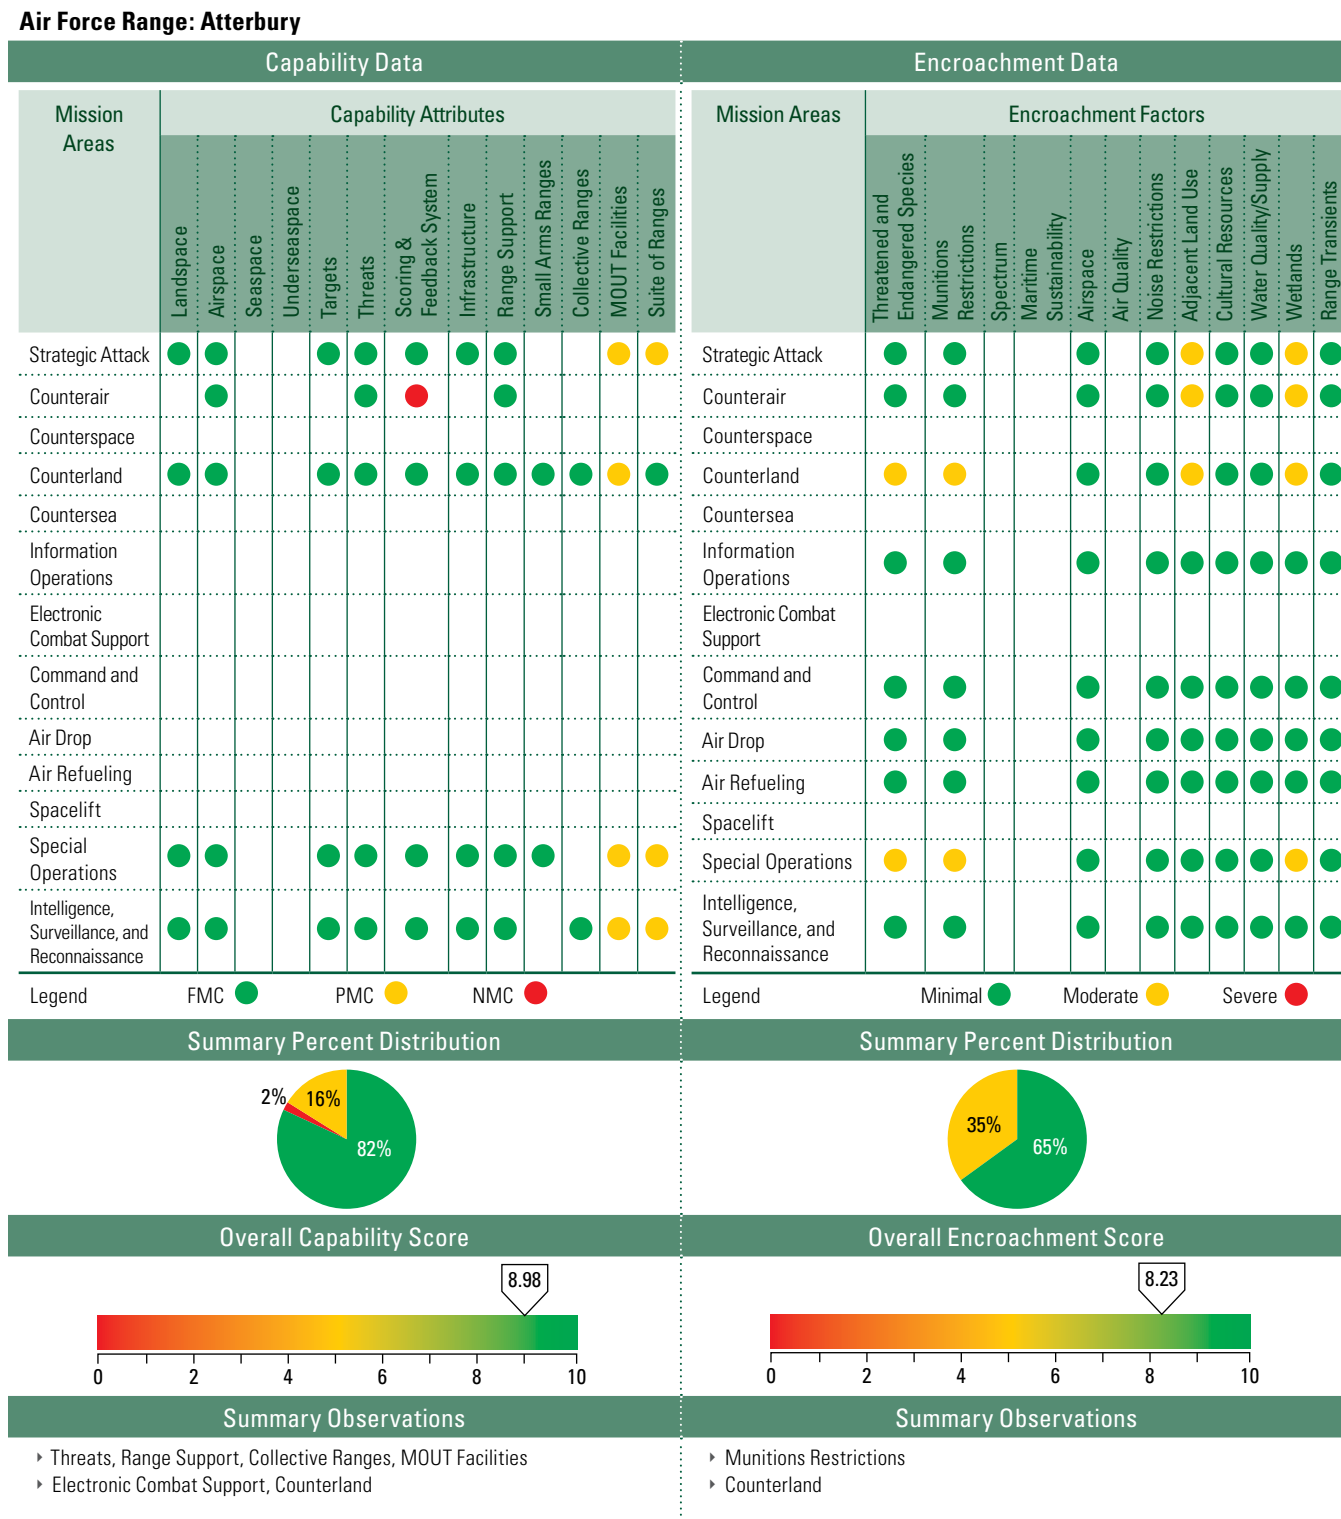 Air Force Range: Atterbury
Capability Data
Mission
Areas
Capability Attributes
Landspace
Airspace
Seaspace
Underseaspace
Targets
Threats
Scoring &
Feedback System
Infrastructure
Range Support
Small Arms Ranges
Collective Ranges
MOUT Facilities
Suite of Ranges
Strategic Attack
Counterair
Counterspace
Counterland
Countersea
Information
Operations
Electronic
Combat Support
Command and
Control
Air Drop
Air Refueling
Spacelift
Special
Operations
Intelligence,
Surveillance, and
Reconnaissance
Legend
FMC
PMC
NMC
Summary Percent Distribution
2%
16%
82%
Overall Capability Score
8.98
0 2 4 6 8 10
Summary Observations
Threats, Range Support, Collective Ranges, MOUT Facilities
Electronic Combat Support, Counterland
Encroachment Data
Mission Areas
Encroachment Factors
Threatened and
Endangered Species
Munitions
Restrictions
Spectrum
Maritime
Sustainability
Airspace
Air Quality
Noise Restrictions
Adjacent Land Use
Cultural Resources
Water Quality/Supply
Wetlands
Range Transients
Strategic Attack
Counterair
Counterspace
Counterland
Countersea
Information
Operations
Electronic Combat
Support
Command and
Control
Air Drop
Air Refueling
Spacelift
Special Operations
Intelligence,
Surveillance, and
Reconnaissance
Legend
Minimal
Moderate
Severe
Summary Percent Distribution
35%
65%
Overall Encroachment Score
8.23
0 2 4 6 8 10
Summary Observations
Munitions Restrictions
Counterland